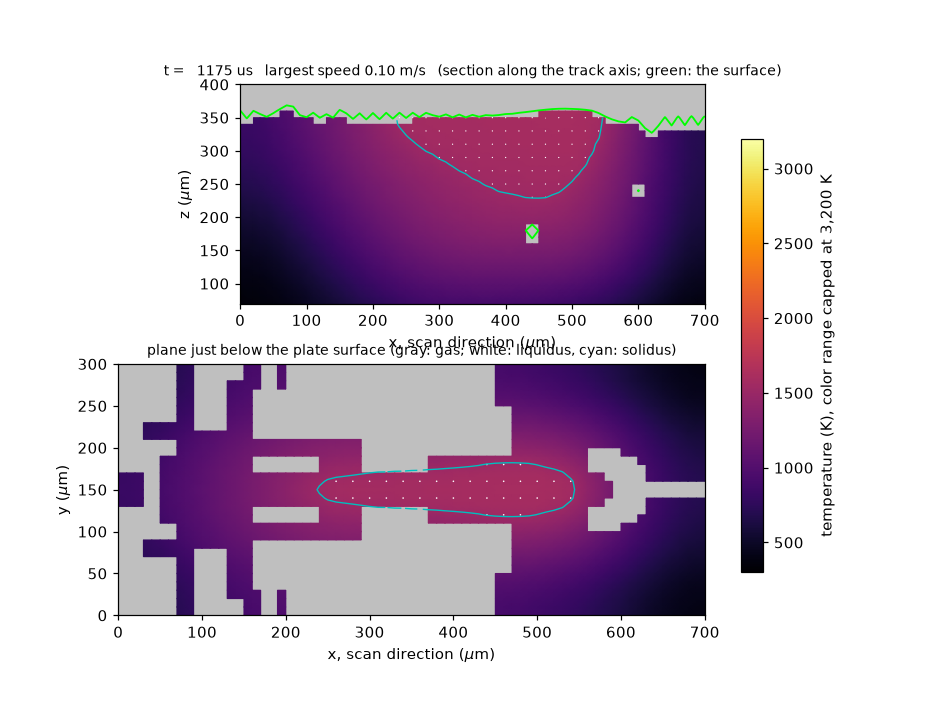 t =   1175 us   largest speed 0.10 m/s   (section along the track axis; green: the surface)
400
350
300
250
200
150
100
z (μm)
0 100 200 300 400 500 600 700
x, scan direction (μm)
plane just below the plate surface (gray: gas; white: liquidus, cyan: solidus)
300
250
200
150
100
50
0
y (μm)
0 100 200 300 400 500 600 700
x, scan direction (μm)
3000
2500
2000
1500
1000
500
temperature (K), color range capped at 3,200 K